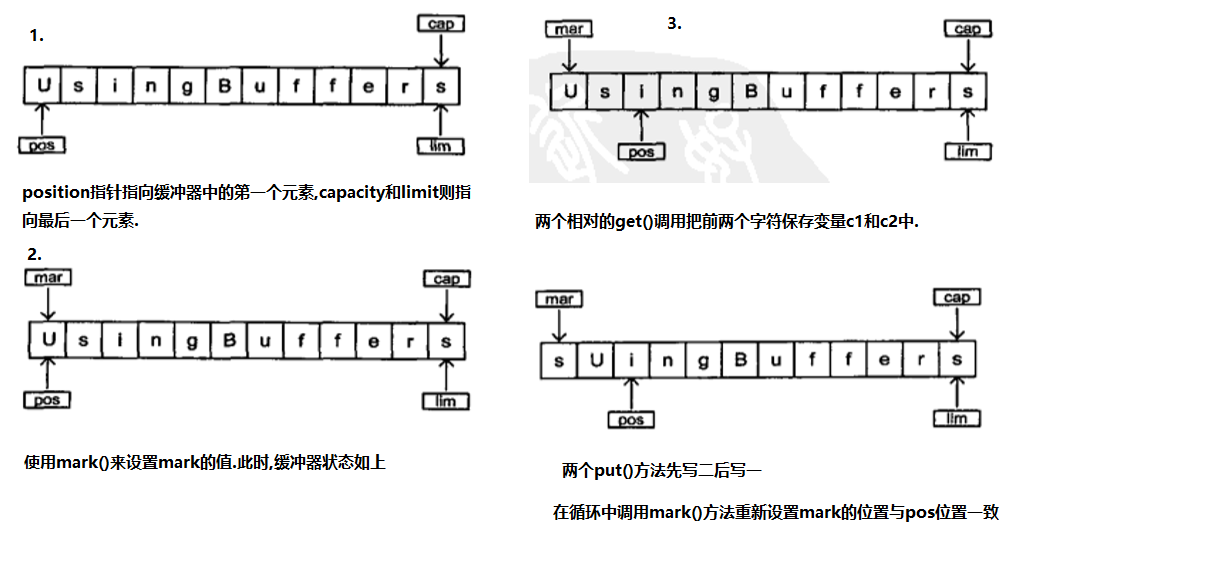 1.
cap
U s i n g B u f f e r s
pos
lim
position指针指向缓冲器中的第一个元素,capacity和limit则指
向最后一个元素.
2.
mar
cap
U s i n g B u f f e r s
pos
lim
使用mark()来设置mark的值.此时,缓冲器状态如上
3.
mar
cap
U s i n g B u f f e r s
pos
lim
两个相对的get()调用把前两个字符保存变量c1和c2中.
mar
cap
s U i n g B u f f e r s
pos
lim
两个put()方法先写二后写一
在循环中调用mark()方法重新设置mark的位置与pos位置一致